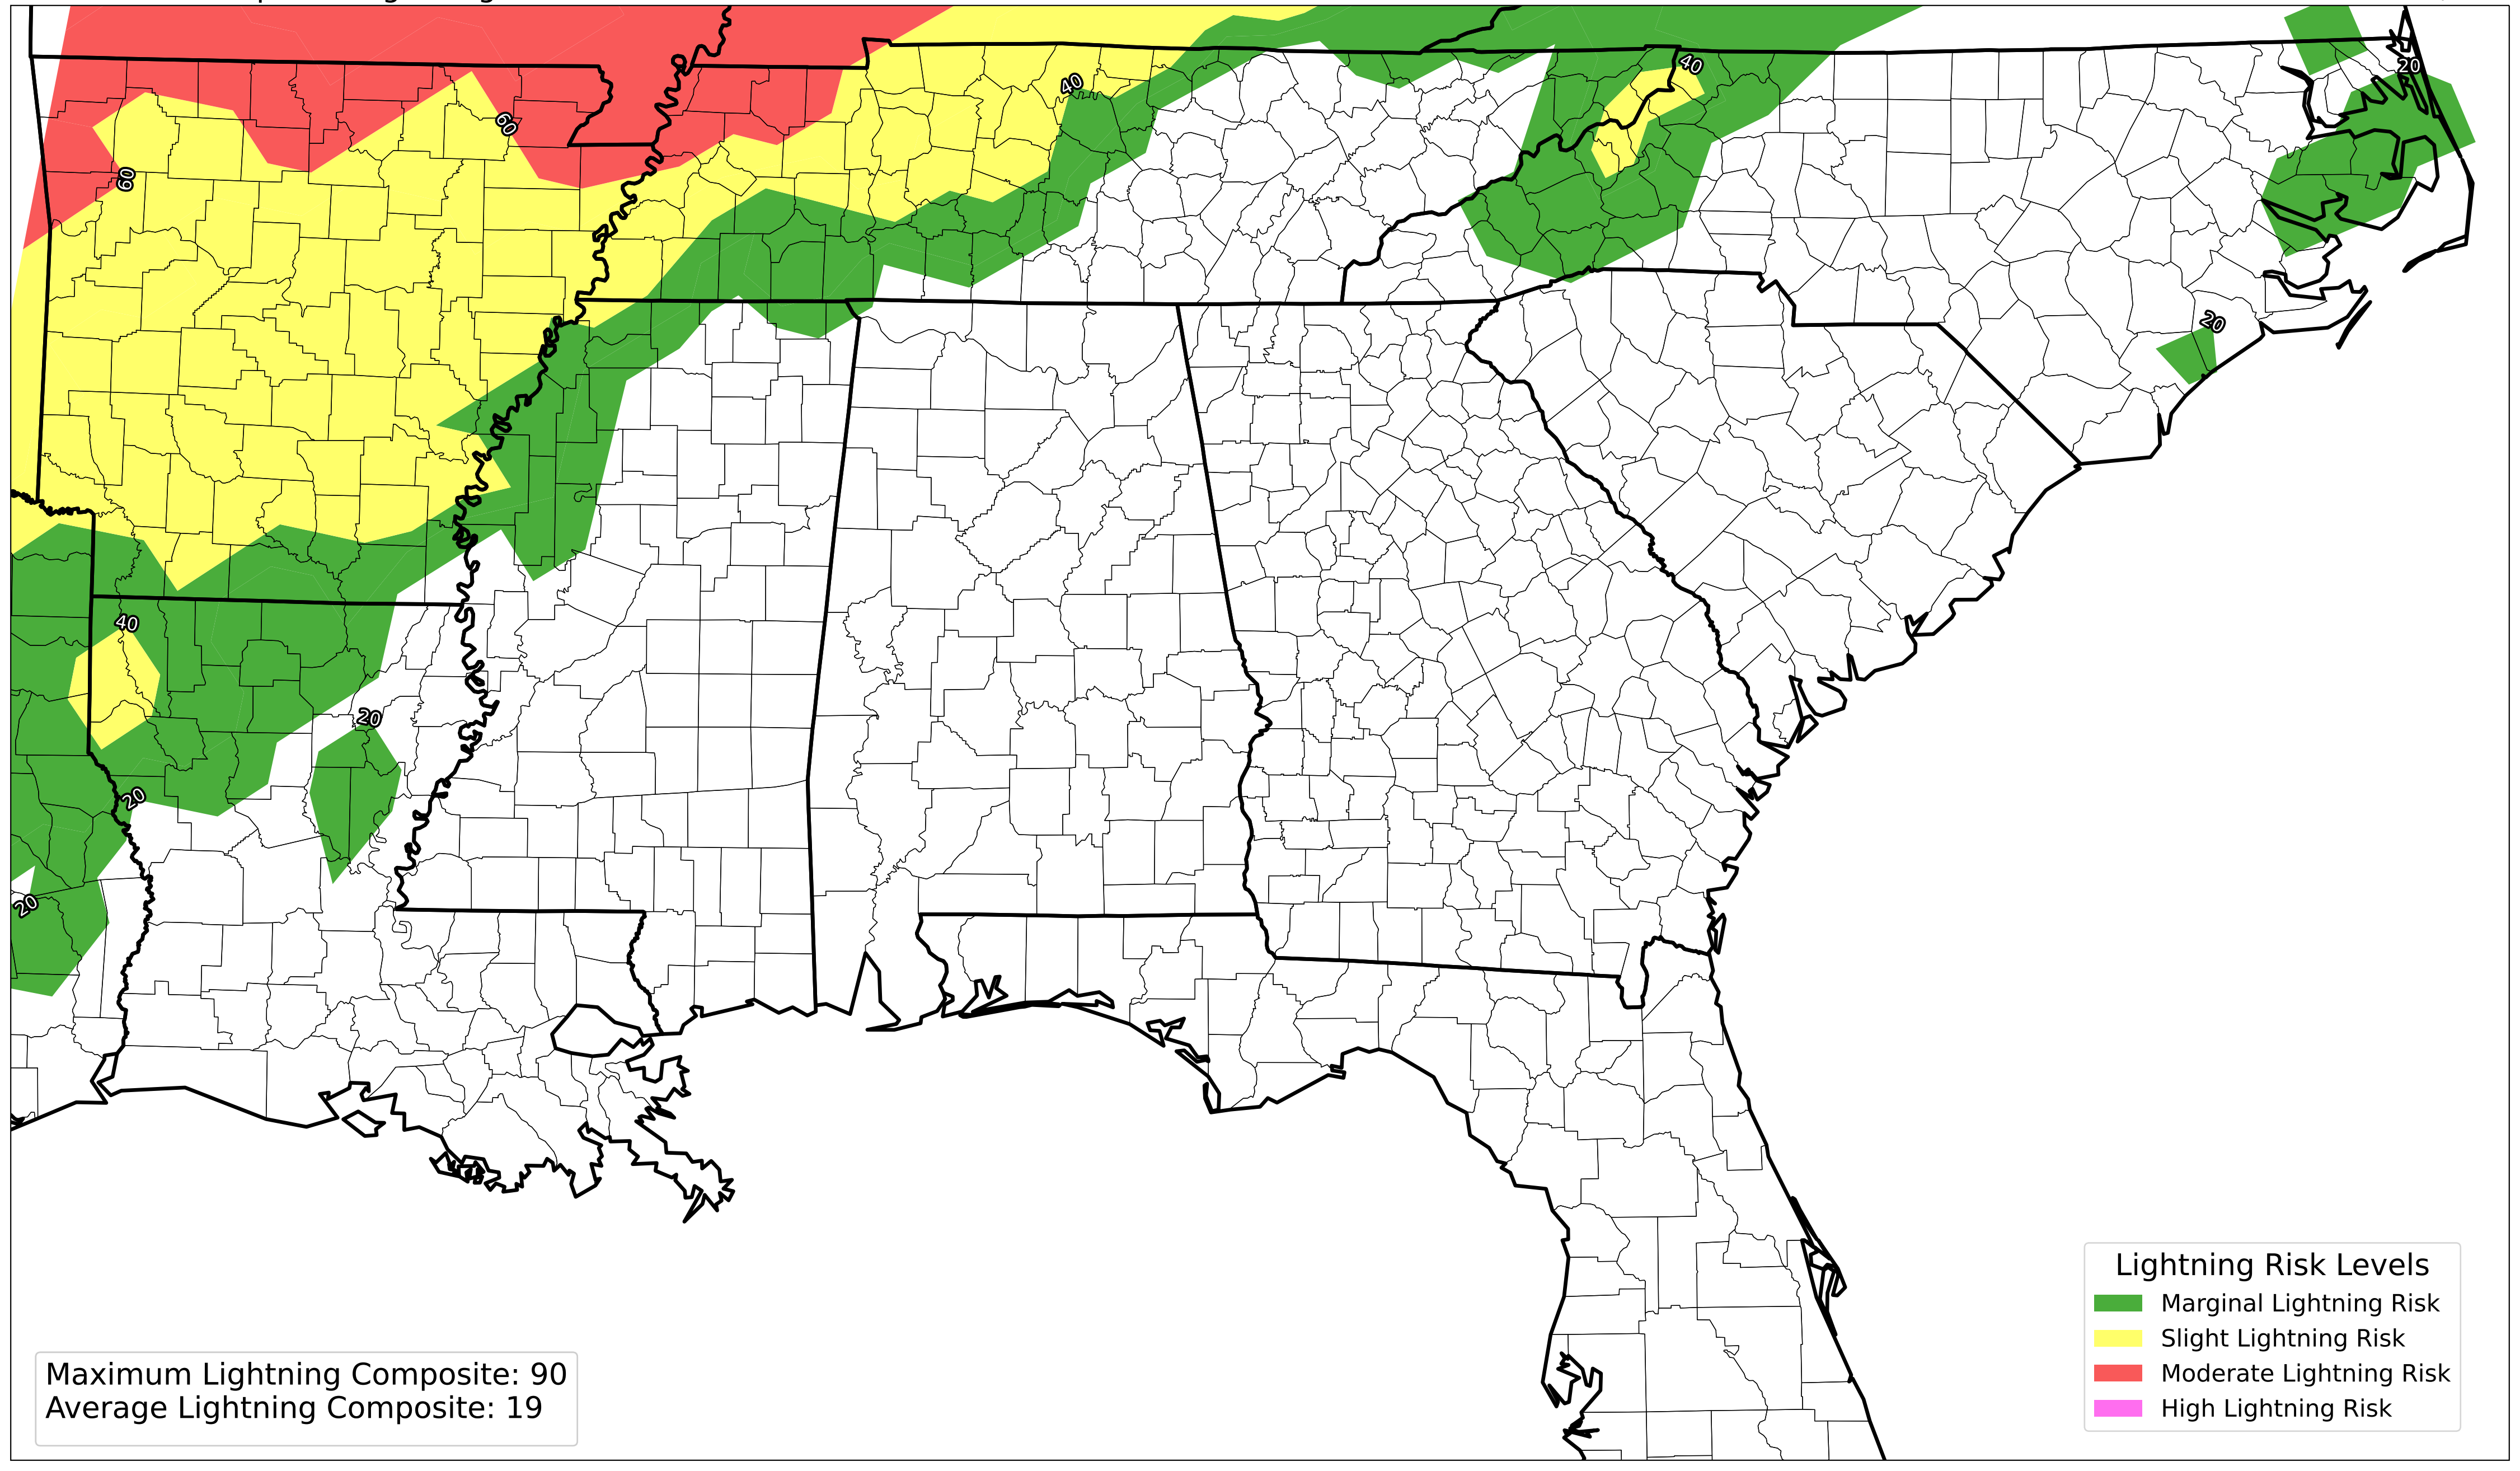 40
40
20
60
60
20
40
20
20
20
Lightning Risk Levels
Marginal Lightning Risk
Slight Lightning Risk
Moderate Lightning Risk
High Lightning Risk
Maximum Lightning Composite: 90
Average Lightning Composite: 19